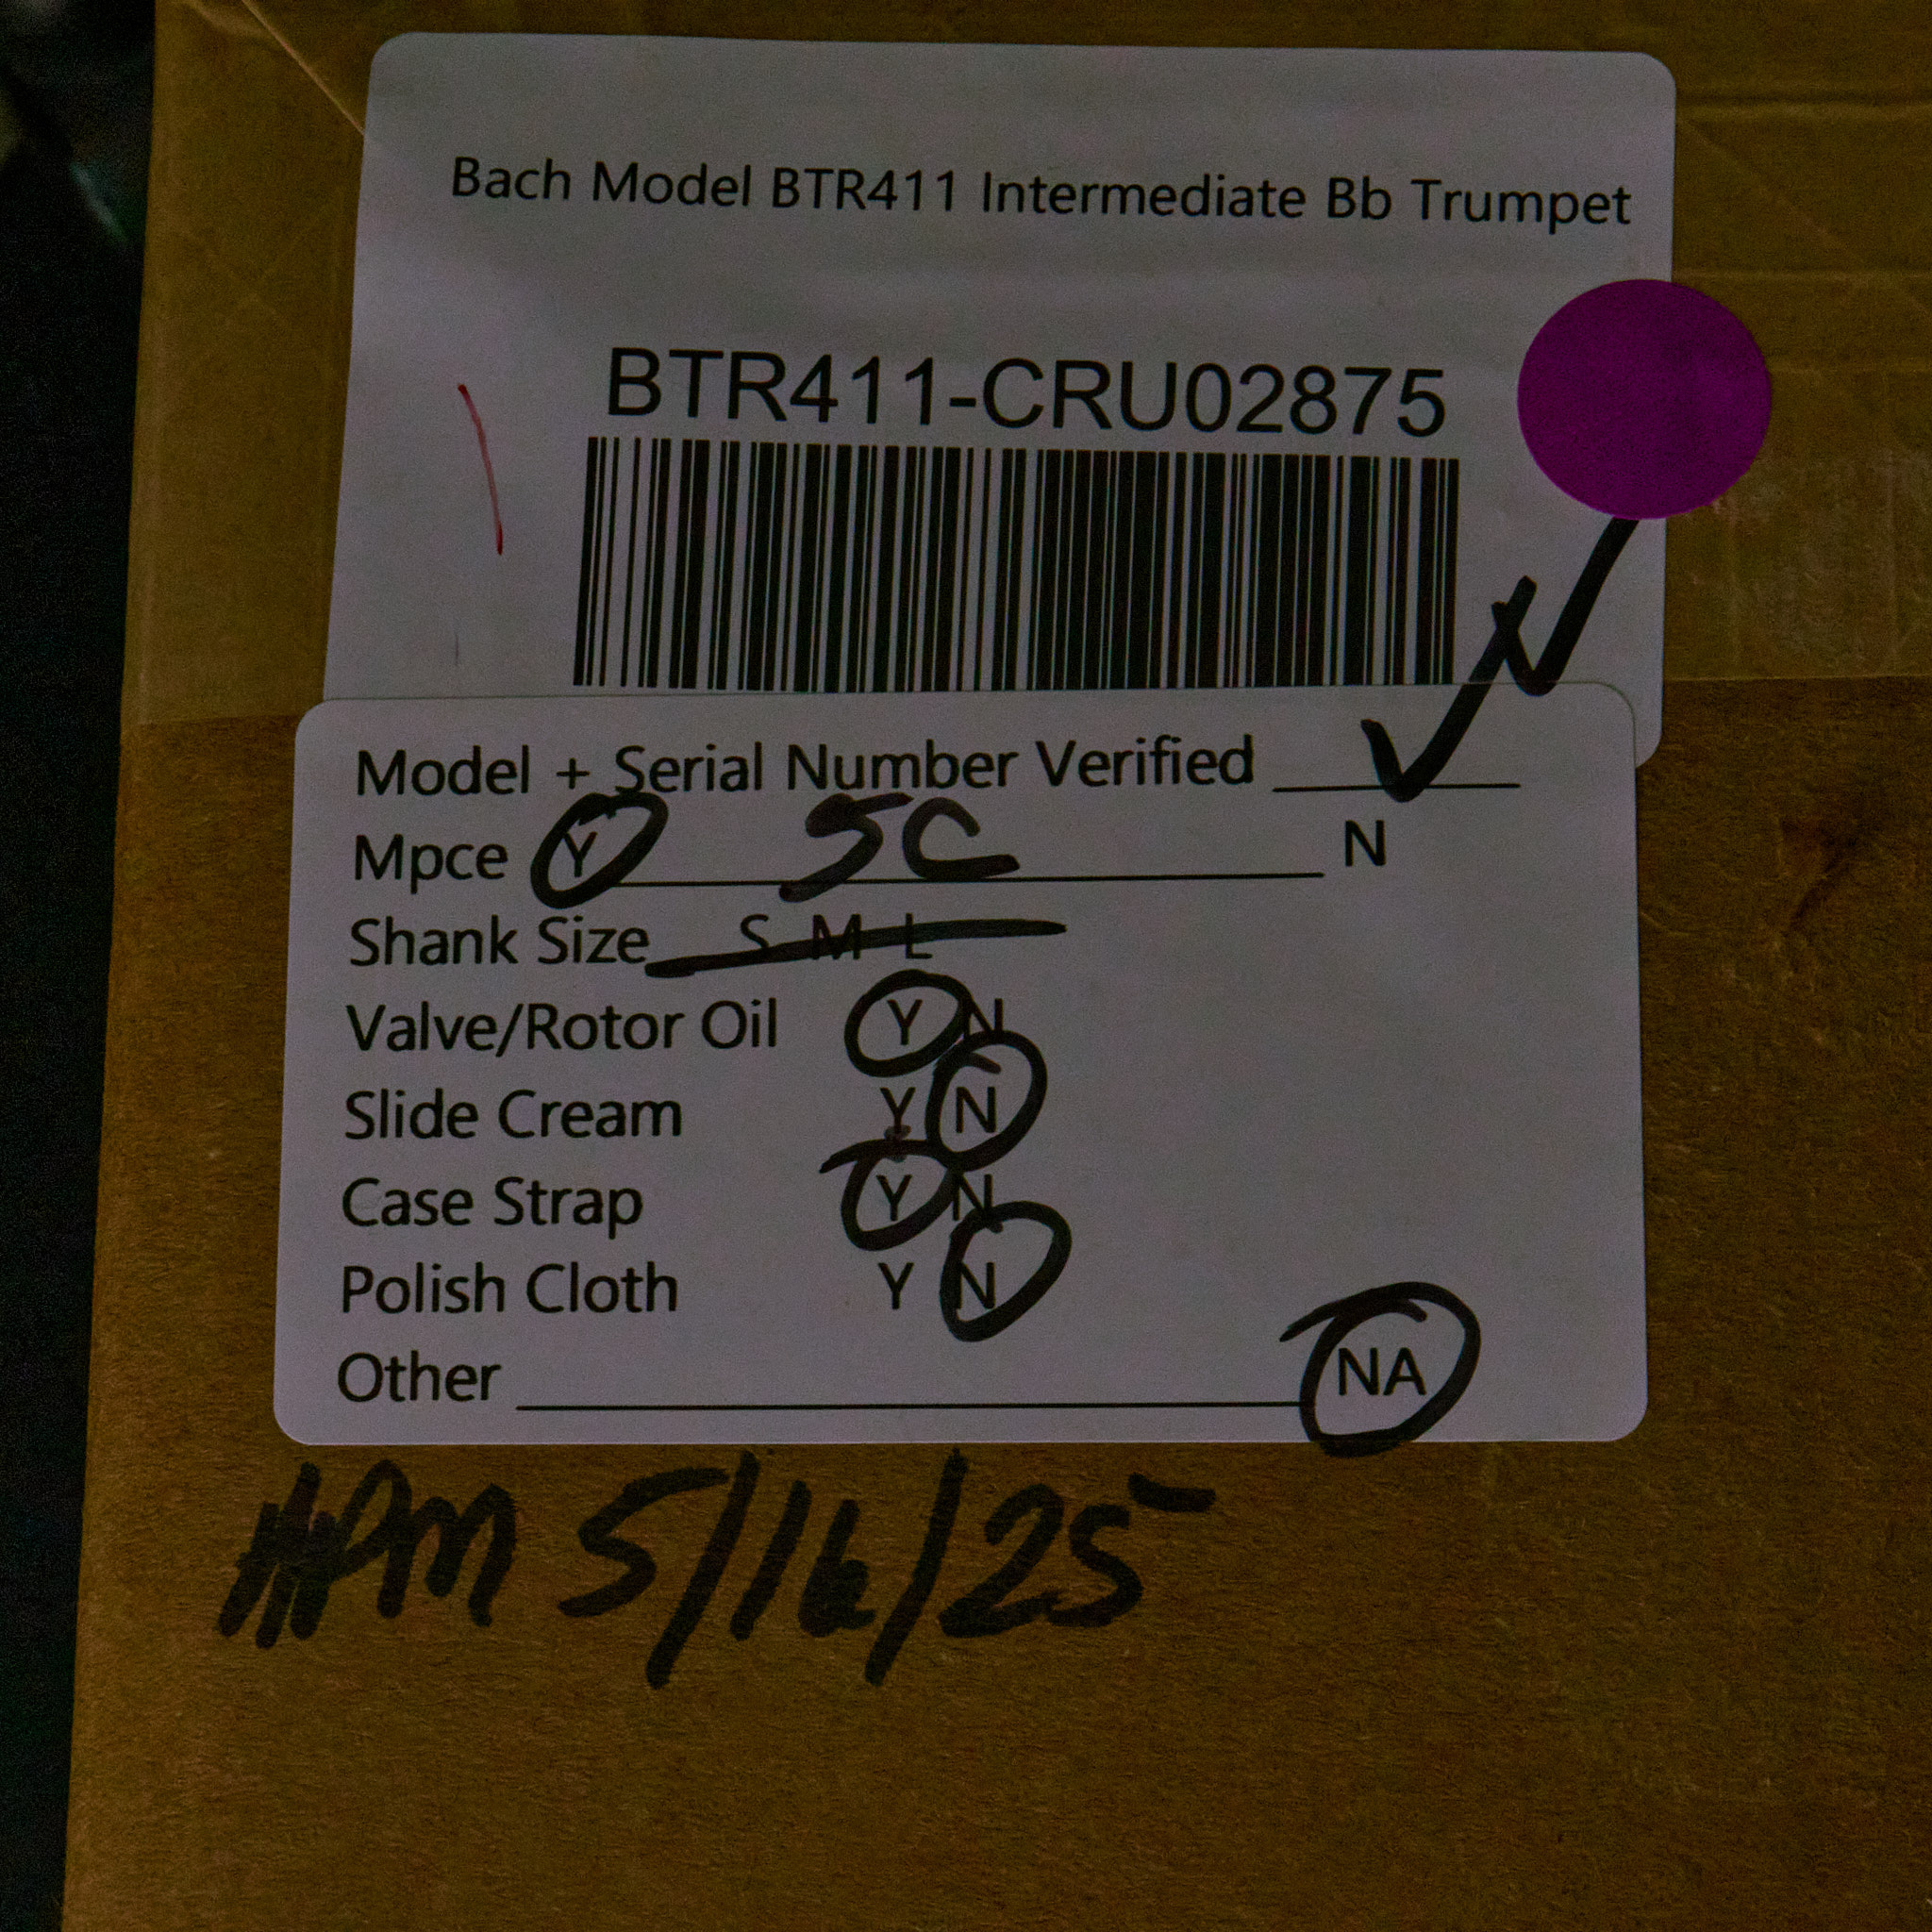 Bach Model BTR411 Intermediate Bb Trumpet
BTR411-CRU02875
Model + Serial Number Verified
Mpce Y 5C N
Shank Size S M L
Valve/Rotor Oil Y N
Slide Cream Y N
Case Strap Y N
Polish Cloth Y N
Other NA
5/16/25